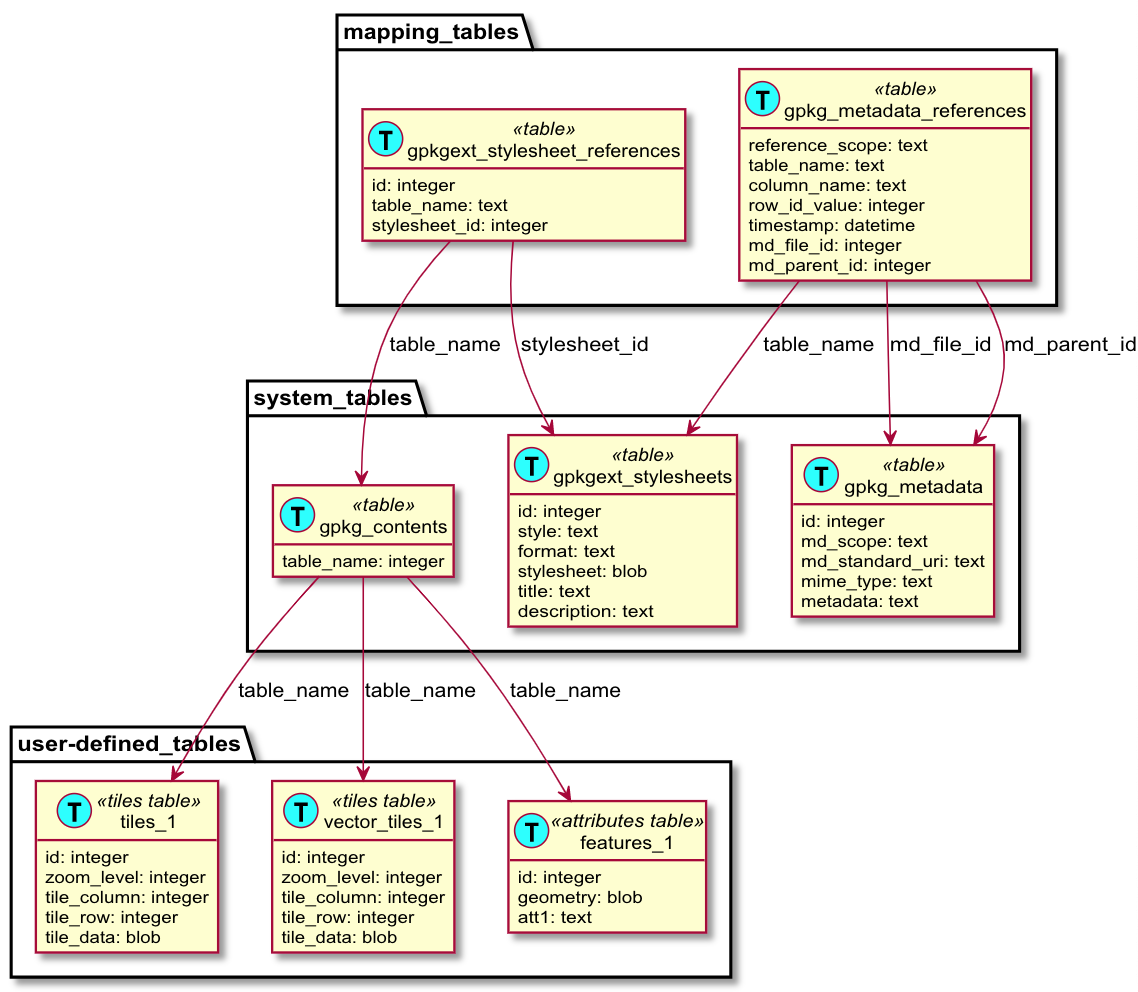 mapping_tables
«table»
gpkgext_stylesheet_references
id: integer
table_name: text
stylesheet_id: integer
«table»
gpkg_metadata_references
reference_scope: text
table_name: text
column_name: text
row_id_value: integer
timestamp: datetime
md_file_id: integer
md_parent_id: integer
table_name
stylesheet_id
table_name
md_file_id
md_parent_id
system_tables
«table»
gpkg_contents
table_name: integer
«table»
gpkgext_stylesheets
id: integer
style: text
format: text
stylesheet: blob
title: text
description: text
«table»
gpkg_metadata
id: integer
md_scope: text
md_standard_uri: text
mime_type: text
metadata: text
table_name
table_name
table_name
user-defined_tables
«tiles table»
tiles_1
id: integer
zoom_level: integer
tile_column: integer
tile_row: integer
tile_data: blob
«tiles table»
vector_tiles_1
id: integer
zoom_level: integer
tile_column: integer
tile_row: integer
tile_data: blob
«attributes table»
features_1
id: integer
geometry: blob
att1: text
T
T
T
T
T
T
T
T